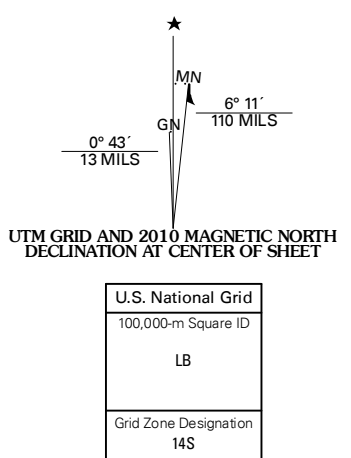 MN
6° 11´
110 MILS
GN
0° 43´
13 MILS
UTM GRID AND 2010 MAGNETIC NORTH
DECLINATION AT CENTER OF SHEET
U.S. National Grid
100,000-m Square ID
LB
Grid Zone Designation
14S